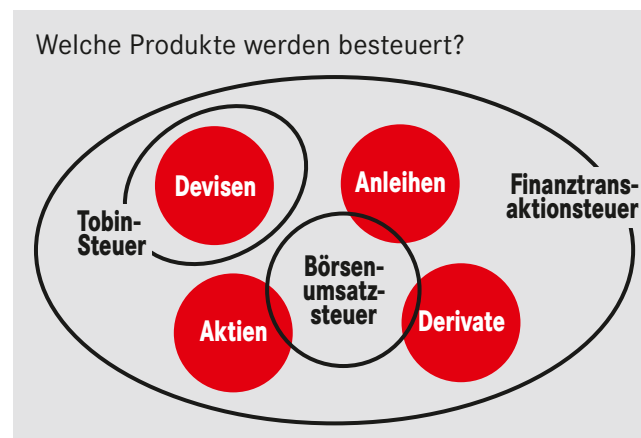 Welche Produkte werden besteuert?
Devisen
Anleihen
Finanztrans-
aktionsteuer
Tobin-
Steuer
Börsen-
umsatz-
steuer
Aktien
Derivate